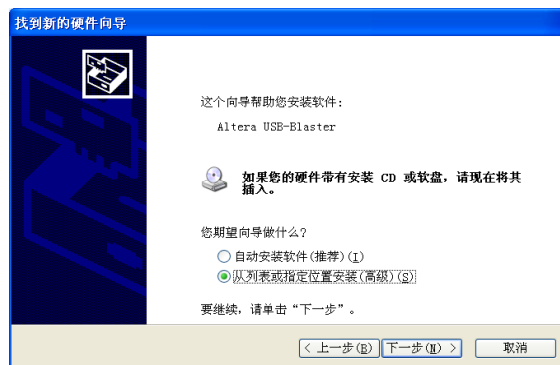 找到新的硬件向导
这个向导帮助您安装软件:
Altera USB-Blaster
如果您的硬件带有安装 CD 或软盘，请现在将其
插入。
您期望向导做什么?
自动安装软件(推荐)(I)
从列表或指定位置安装(高级)(S)
要继续，请单击“下一步”。
< 上一步(B) 下一步(N) > 取消